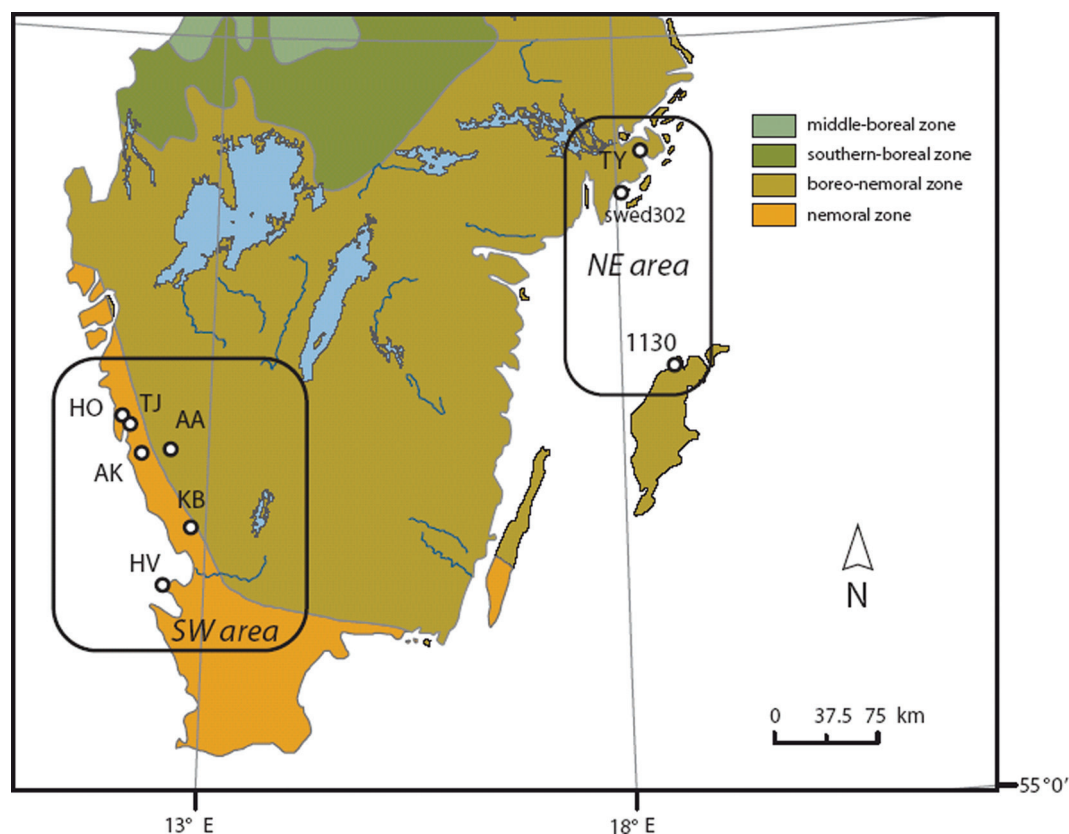 middle-boreal zone
southern-boreal zone
boreo-nemoral zone
nemoral zone
TY
swed302
NE area
1130
HO
TJ
AA
AK
KB
HV
SW area
N
0 37.5 75 km
55°0′
13° E
18° E